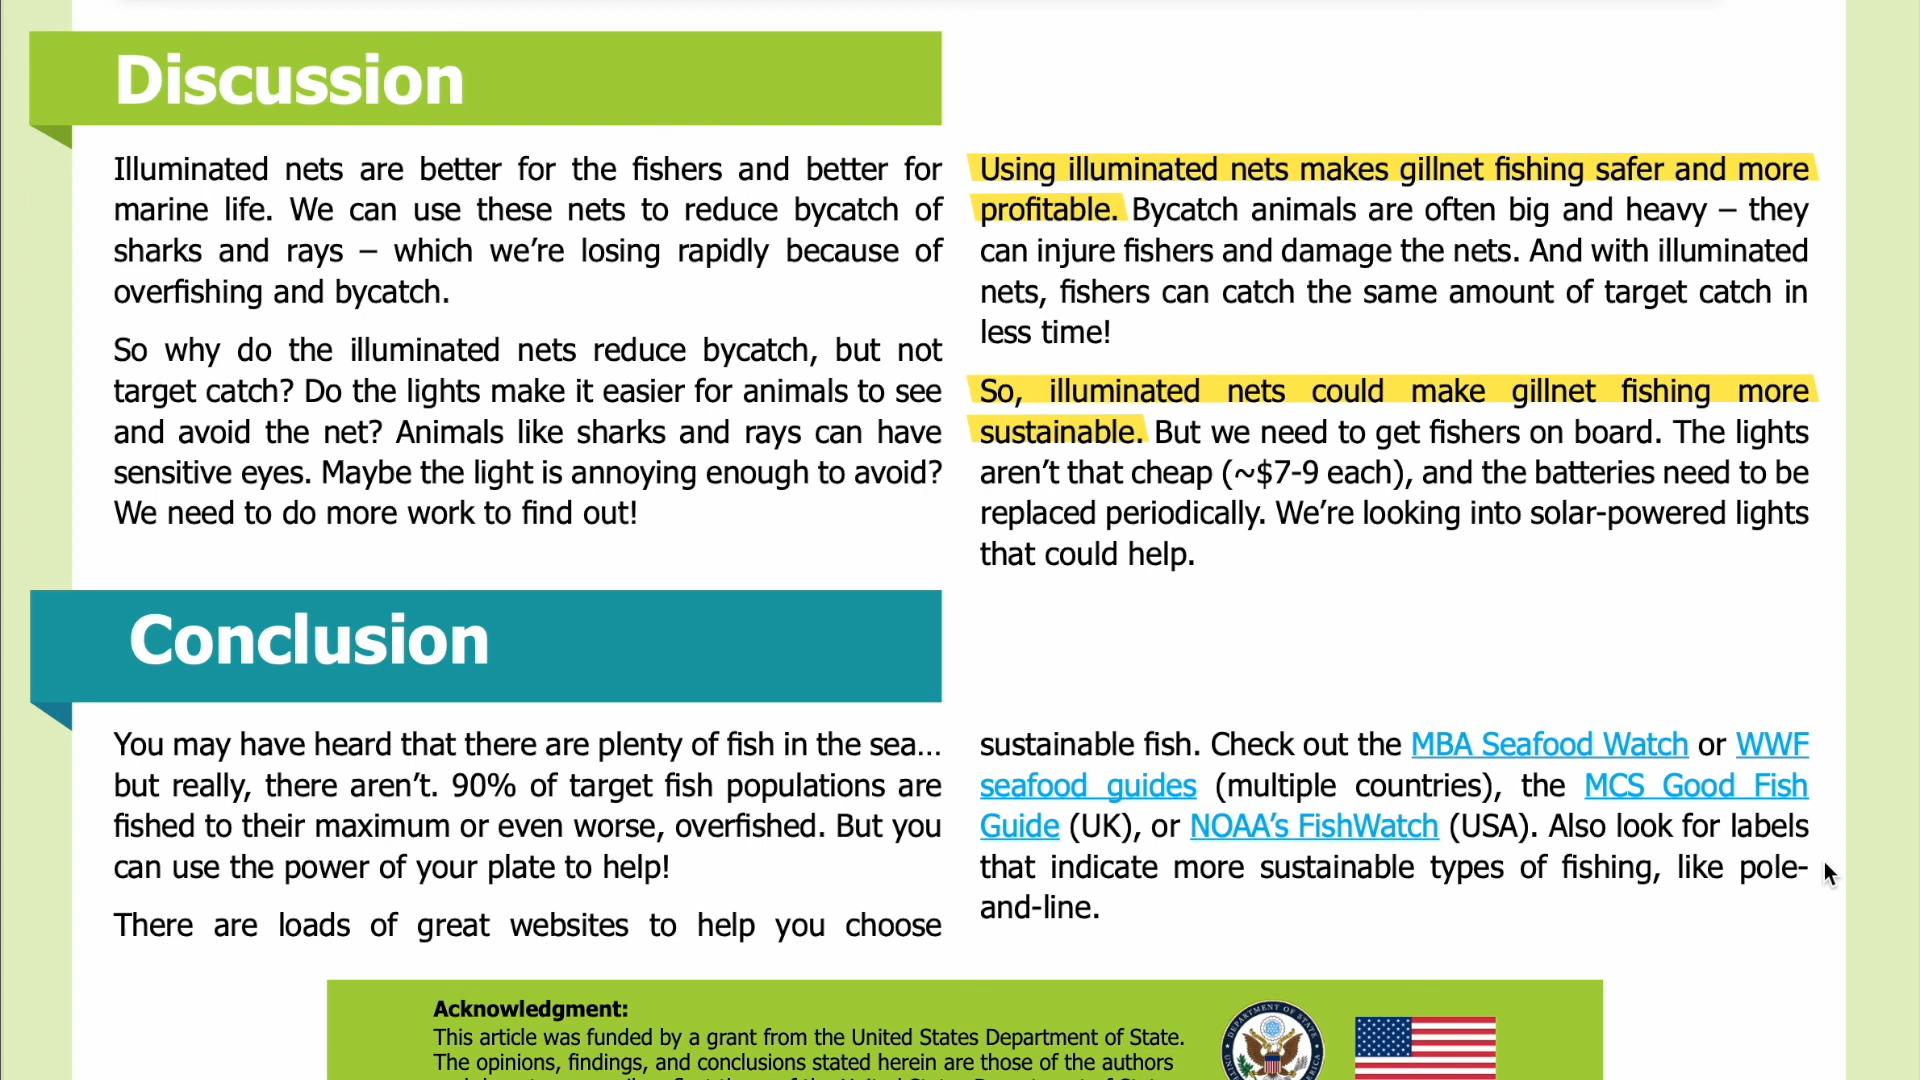 Discussion
Illuminated nets are better for the fishers and better for
marine life. We can use these nets to reduce bycatch of
sharks and rays – which we’re losing rapidly because of
overfishing and bycatch.
So why do the illuminated nets reduce bycatch, but not
target catch? Do the lights make it easier for animals to see
and avoid the net? Animals like sharks and rays can have
sensitive eyes. Maybe the light is annoying enough to avoid?
We need to do more work to find out!
Using illuminated nets makes gillnet fishing safer and more
profitable. Bycatch animals are often big and heavy – they
can injure fishers and damage the nets. And with illuminated
nets, fishers can catch the same amount of target catch in
less time!
So, illuminated nets could make gillnet fishing more
sustainable. But we need to get fishers on board. The lights
aren’t that cheap (~$7-9 each), and the batteries need to be
replaced periodically. We’re looking into solar-powered lights
that could help.
Conclusion
You may have heard that there are plenty of fish in the sea…
but really, there aren’t. 90% of target fish populations are
fished to their maximum or even worse, overfished. But you
can use the power of your plate to help!
There are loads of great websites to help you choose
sustainable fish. Check out the MBA Seafood Watch or WWF
seafood guides (multiple countries), the MCS Good Fish
Guide (UK), or NOAA’s FishWatch (USA). Also look for labels
that indicate more sustainable types of fishing, like pole-
and-line.
Acknowledgment:
This article was funded by a grant from the United States Department of State.
The opinions, findings, and conclusions stated herein are those of the authors
DEPARTMENT OF STATE